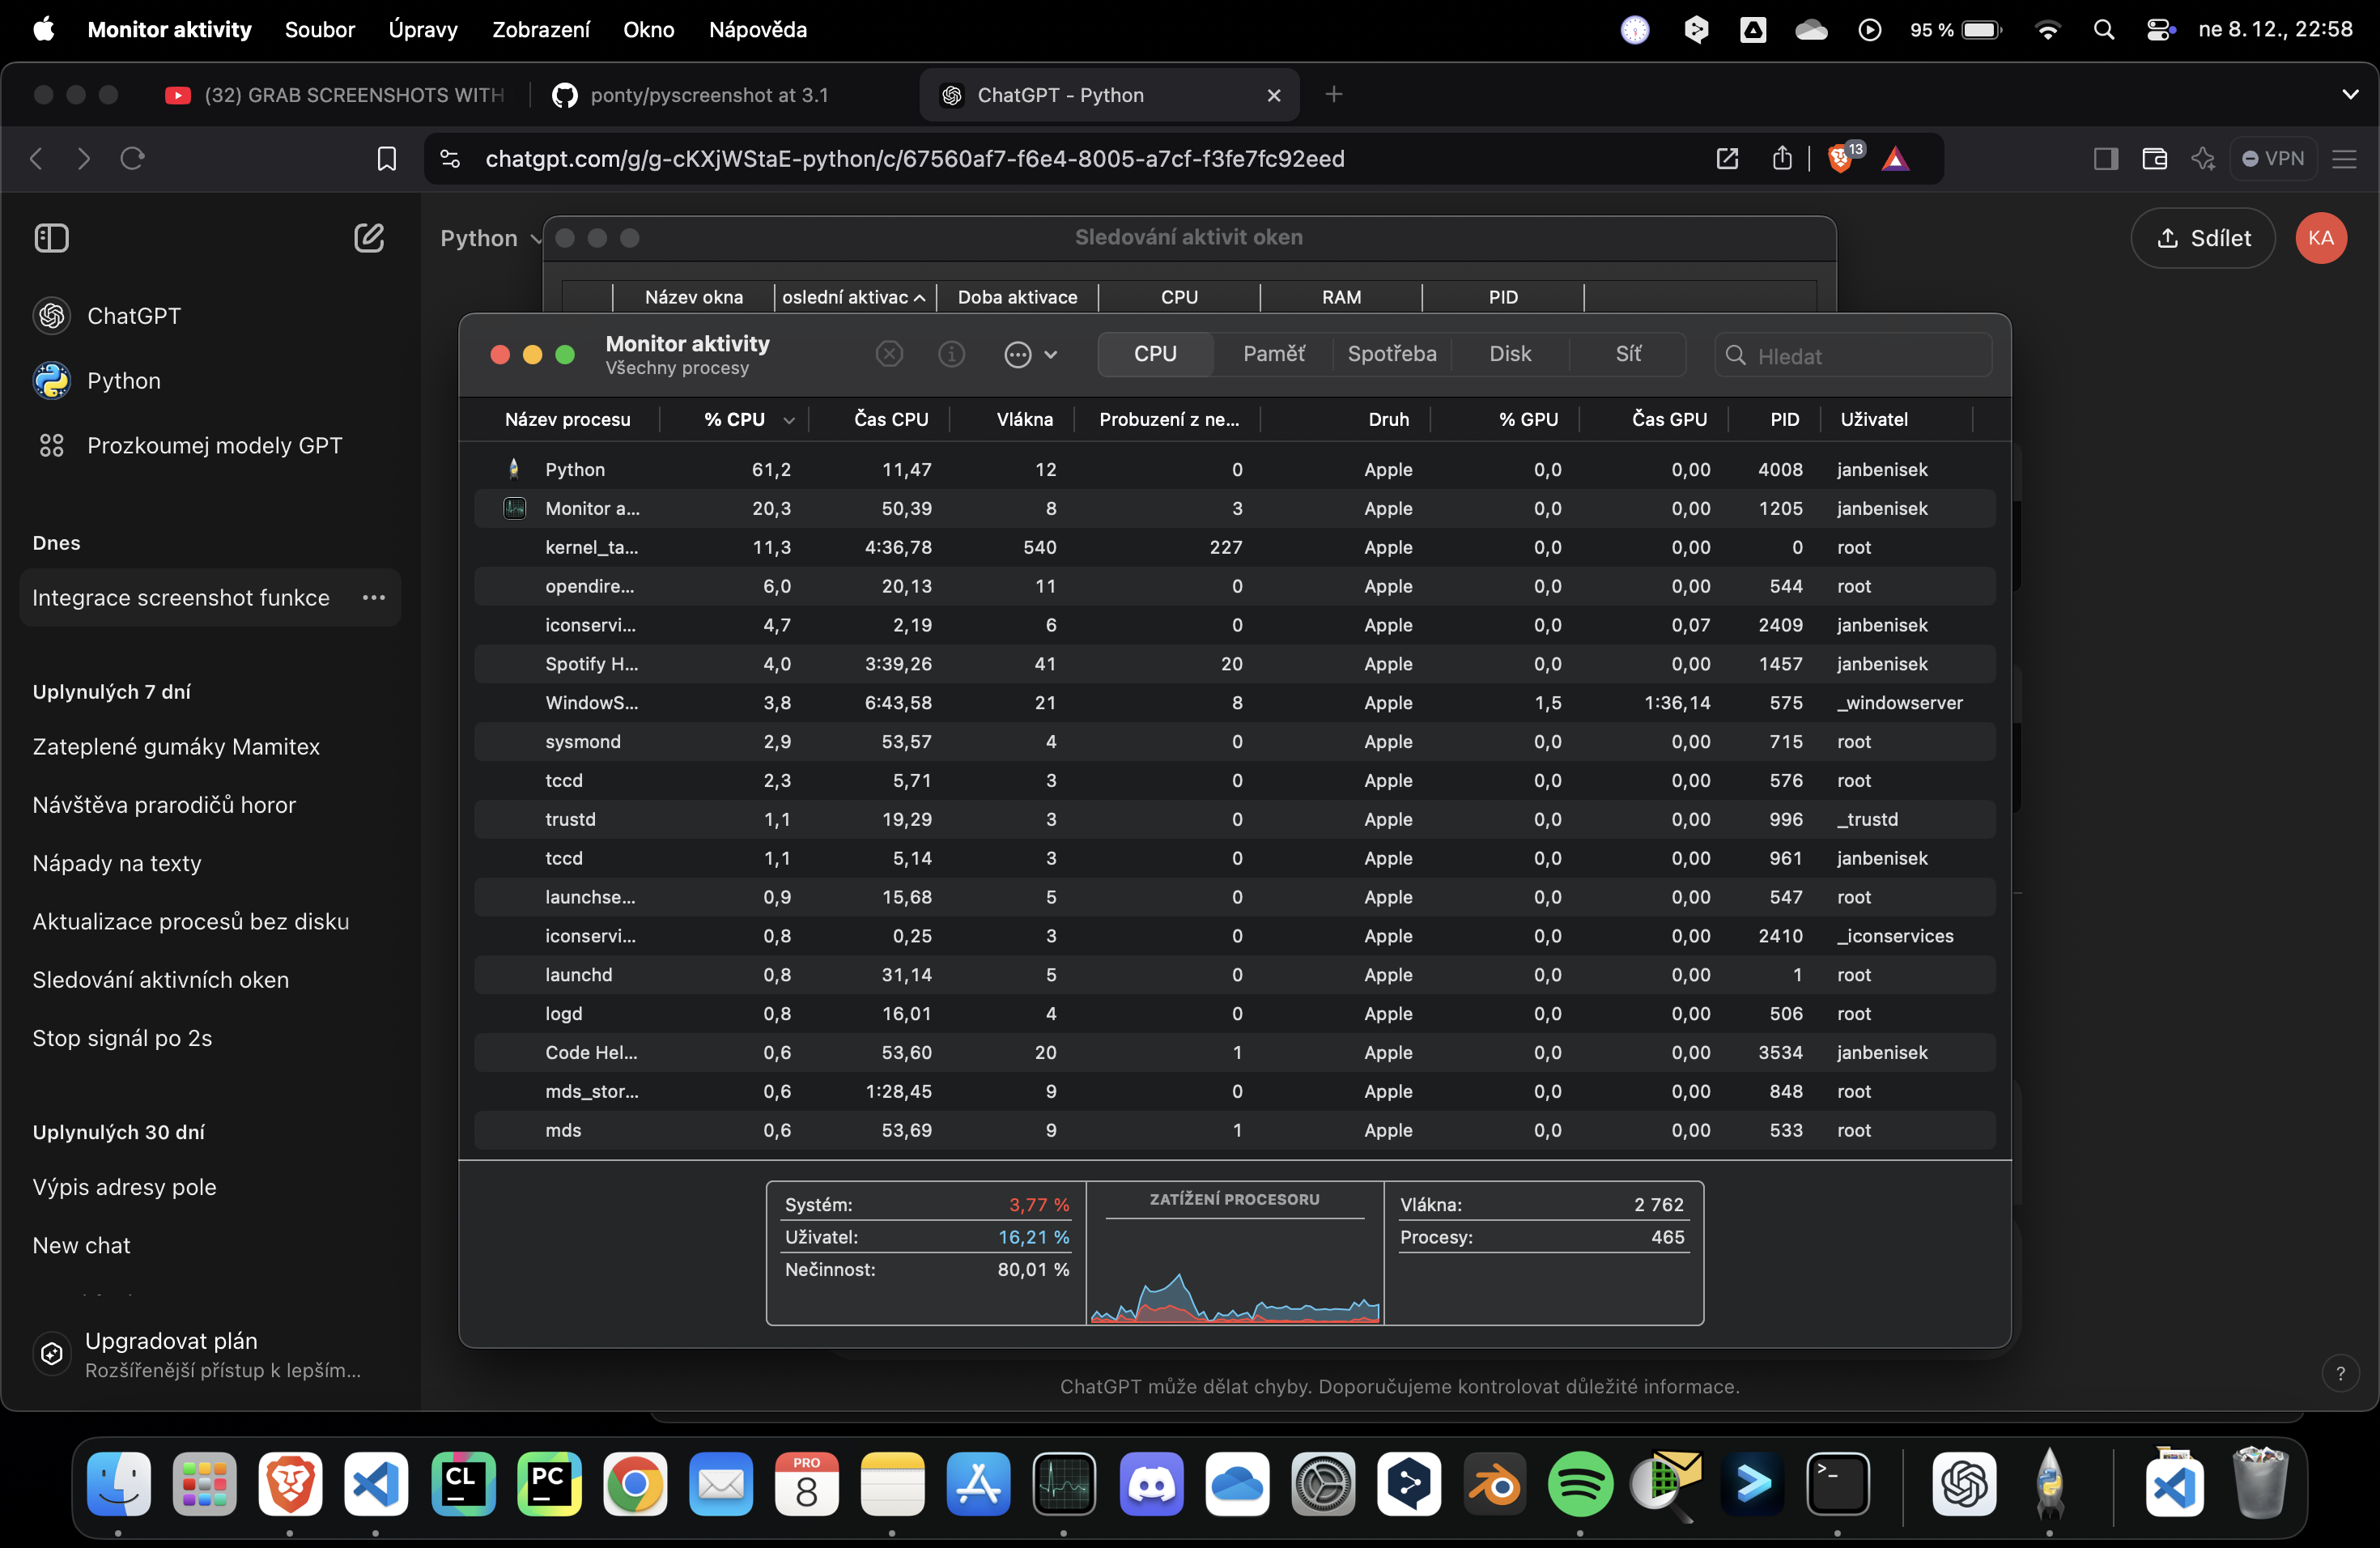 Monitor aktivity Soubor Úpravy Zobrazení Okno Nápověda 95 % ne 8. 12., 22:58
(32) GRAB SCREENSHOTS WITH ponty/pyscreenshot at 3.1 ChatGPT - Python
chatgpt.com/g/g-cKXjWStaE-python/c/67560af7-f6e4-8005-a7cf-f3fe7fc92eed 13 VPN
Python Sledování aktivit oken Sdílet KA
Název okna oslední aktivac Doba aktivace CPU RAM PID
ChatGPT
Python
Prozkoumej modely GPT
Dnes
Integrace screenshot funkce
Uplynulých 7 dní
Zateplené gumáky Mamitex
Návštěva prarodičů horor
Nápady na texty
Aktualizace procesů bez disku
Sledování aktivních oken
Stop signál po 2s
Uplynulých 30 dní
Výpis adresy pole
New chat
Upgradovat plán
Rozšířenější přístup k lepším...
Monitor aktivity
Všechny procesy
CPU Paměť Spotřeba Disk Síť Hledat
Název procesu % CPU Čas CPU Vlákna Probuzení z ne... Druh % GPU Čas GPU PID Uživatel
Python 61,2 11,47 12 0 Apple 0,0 0,00 4008 janbenisek
Monitor a... 20,3 50,39 8 3 Apple 0,0 0,00 1205 janbenisek
kernel_ta... 11,3 4:36,78 540 227 Apple 0,0 0,00 0 root
opendire... 6,0 20,13 11 0 Apple 0,0 0,00 544 root
iconservi... 4,7 2,19 6 0 Apple 0,0 0,07 2409 janbenisek
Spotify H... 4,0 3:39,26 41 20 Apple 0,0 0,00 1457 janbenisek
WindowS... 3,8 6:43,58 21 8 Apple 1,5 1:36,14 575 _windowserver
sysmond 2,9 53,57 4 0 Apple 0,0 0,00 715 root
tccd 2,3 5,71 3 0 Apple 0,0 0,00 576 root
trustd 1,1 19,29 3 0 Apple 0,0 0,00 996 _trustd
tccd 1,1 5,14 3 0 Apple 0,0 0,00 961 janbenisek
launchse... 0,9 15,68 5 0 Apple 0,0 0,00 547 root
iconservi... 0,8 0,25 3 0 Apple 0,0 0,00 2410 _iconservices
launchd 0,8 31,14 5 0 Apple 0,0 0,00 1 root
logd 0,8 16,01 4 0 Apple 0,0 0,00 506 root
Code Hel... 0,6 53,60 20 1 Apple 0,0 0,00 3534 janbenisek
mds_stor... 0,6 1:28,45 9 0 Apple 0,0 0,00 848 root
mds 0,6 53,69 9 1 Apple 0,0 0,00 533 root
Systém: 3,77 %
Uživatel: 16,21 %
Nečinnost: 80,01 %
ZATÍŽENÍ PROCESORU
Vlákna: 2 762
Procesy: 465
ChatGPT může dělat chyby. Doporučujeme kontrolovat důležité informace.
?
CL PC PRO 8 >_